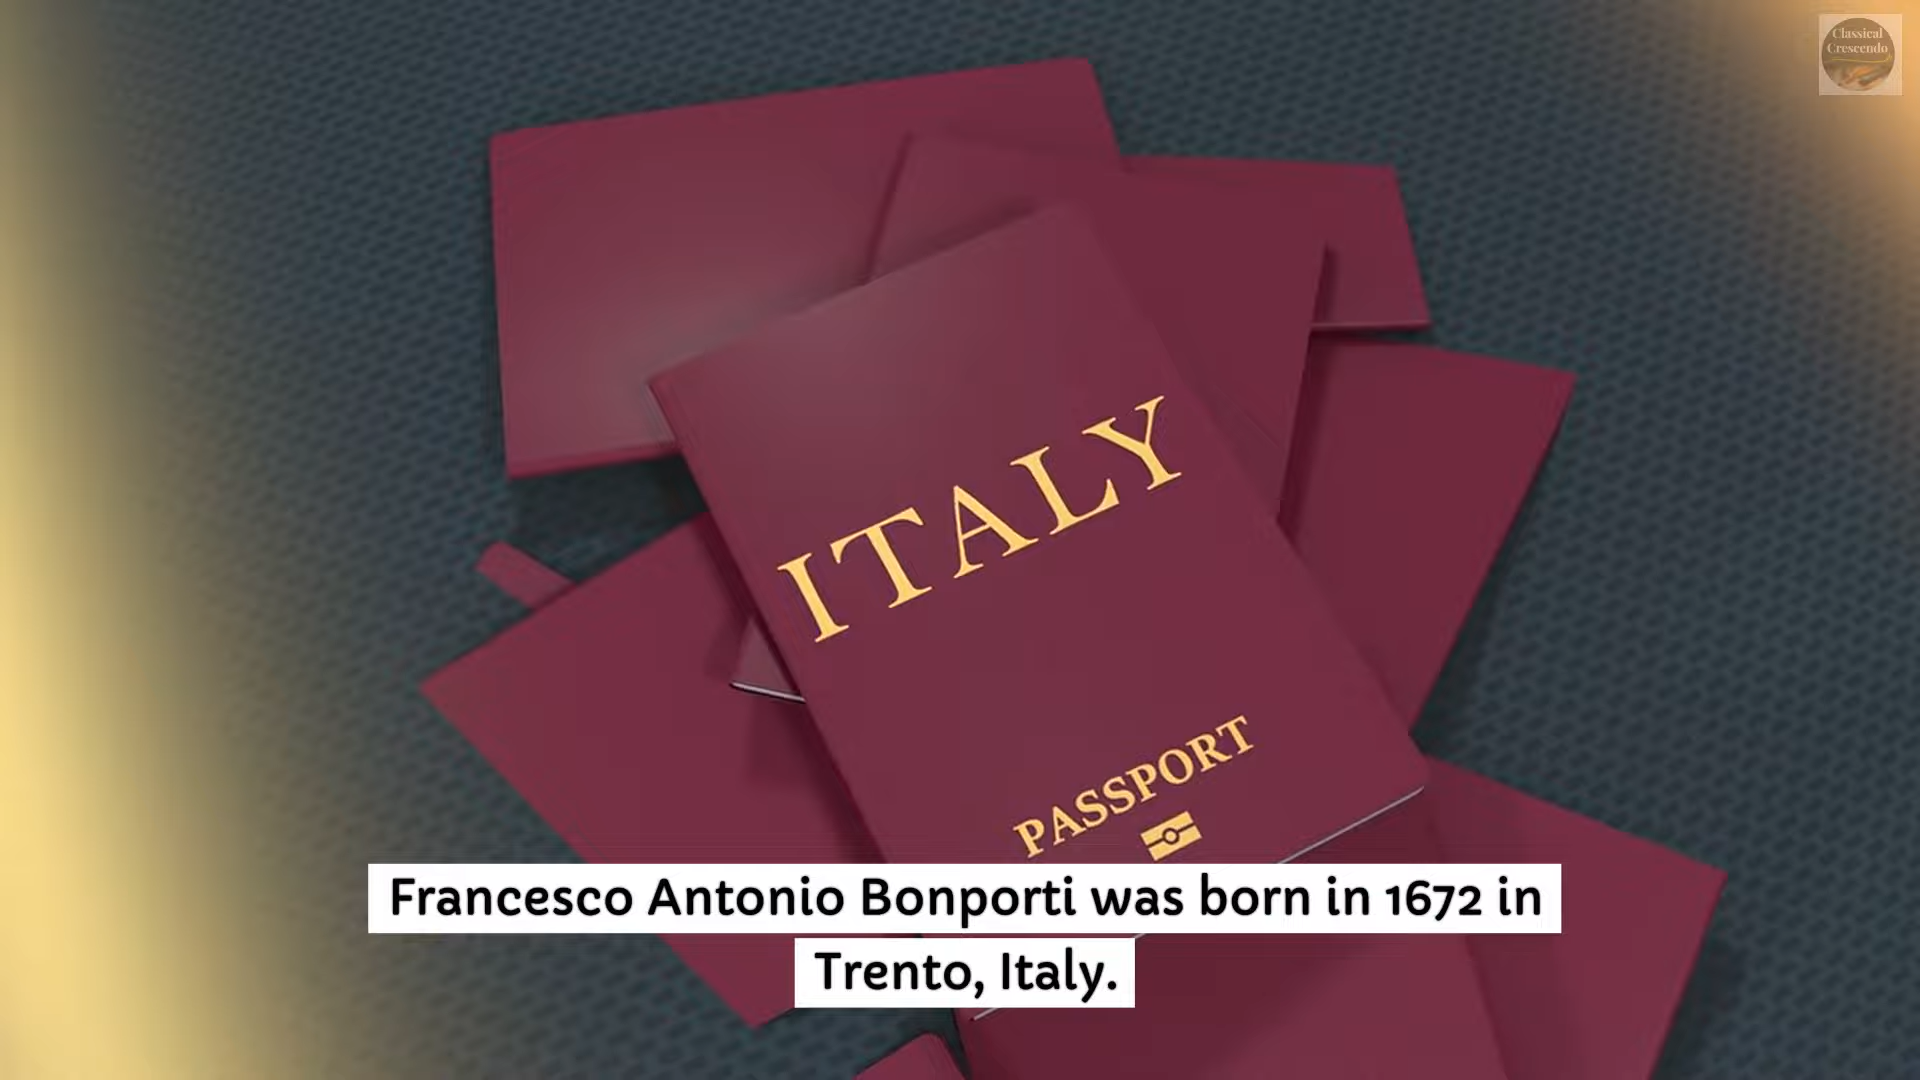 Classical
Crescendo
ITALY
PASSPORT
Francesco Antonio Bonporti was born in 1672 in
Trento, Italy.